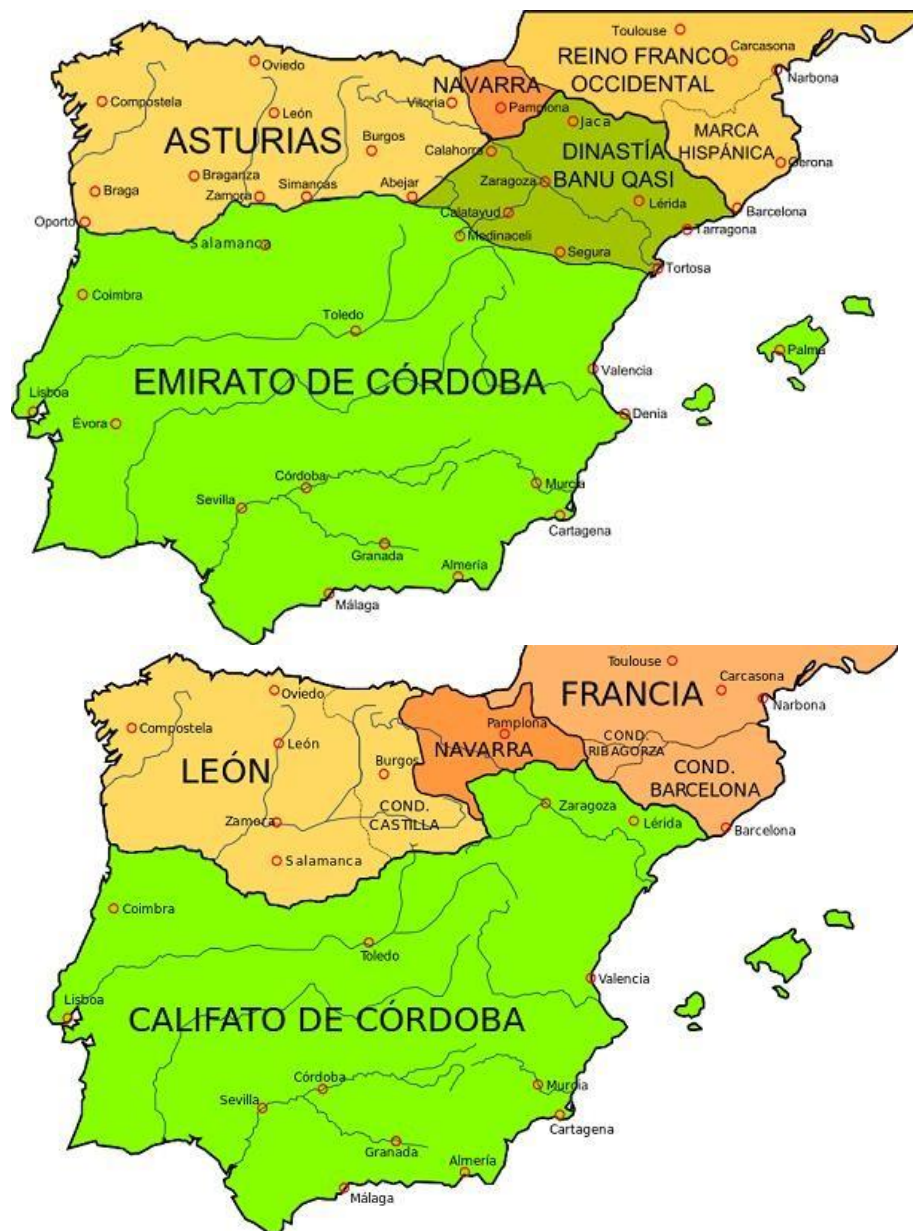 Toulouse
REINO FRANCO
OCCIDENTAL
Carcasona
Narbona
Oviedo
NAVARRA
Compostela
León
Vitoria
Pamplona
Jaca
MARCA
HISPÁNICA
ASTURIAS
Burgos
Calahorra
DINASTÍA
BANU QASI
Gerona
Braganza
Braga
Zamora
Simancas
Abejar
Zaragoza
Lérida
Barcelona
Oporto
Calatayud
Tarragona
Salamanca
Medinaceli
Segura
Tortosa
Coimbra
Toledo
Palma
EMIRATO DE CÓRDOBA
Valencia
Lisboa
Évora
Denia
Córdoba
Sevilla
Murcia
Cartagena
Granada
Almería
Málaga
Toulouse
FRANCIA
Carcasona
Narbona
Oviedo
Compostela
León
Pamplona
NAVARRA
COND.
RIBAGORZA
LEÓN
Burgos
COND.
BARCELONA
Zamora
COND.
CASTILLA
Zaragoza
Lérida
Barcelona
Salamanca
Coimbra
Toledo
Valencia
Lisboa
CALIFATO DE CÓRDOBA
Córdoba
Sevilla
Murcia
Cartagena
Granada
Almería
Málaga